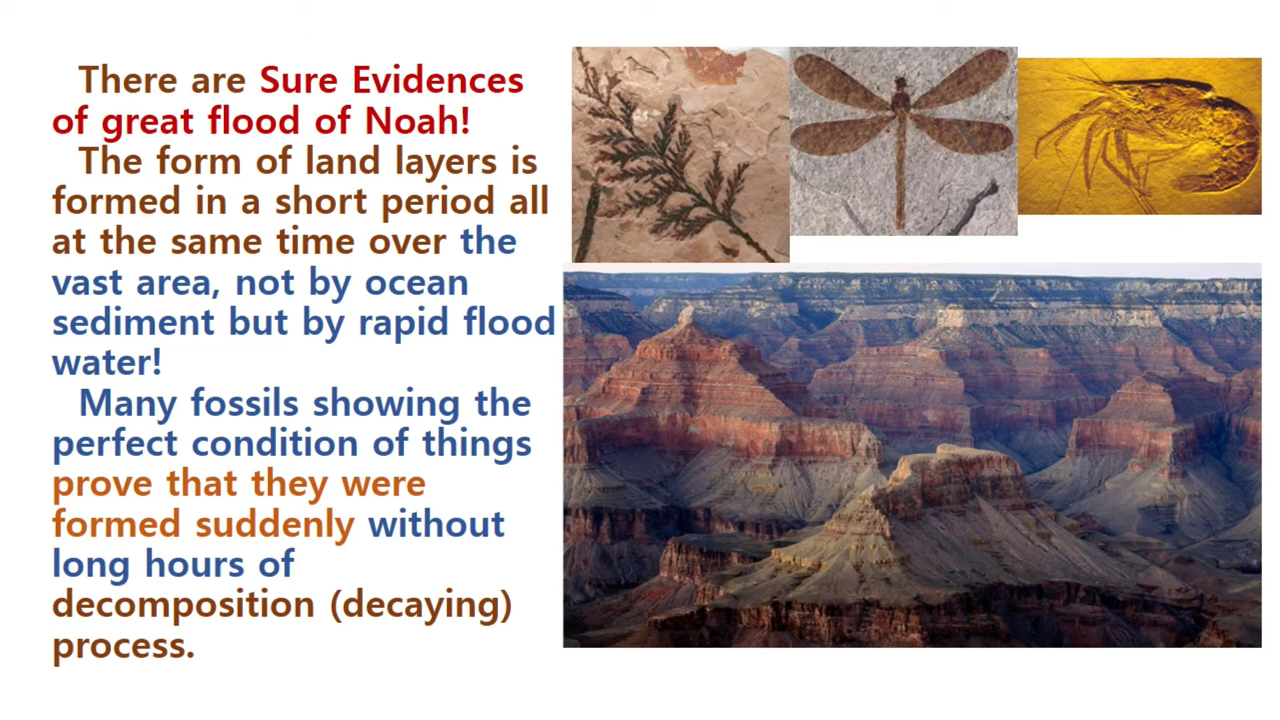 There are Sure Evidences
of great flood of Noah!
The form of land layers is
formed in a short period all
at the same time over the
vast area, not by ocean
sediment but by rapid flood
water!
Many fossils showing the
perfect condition of things
prove that they were
formed suddenly without
long hours of
decomposition (decaying)
process.